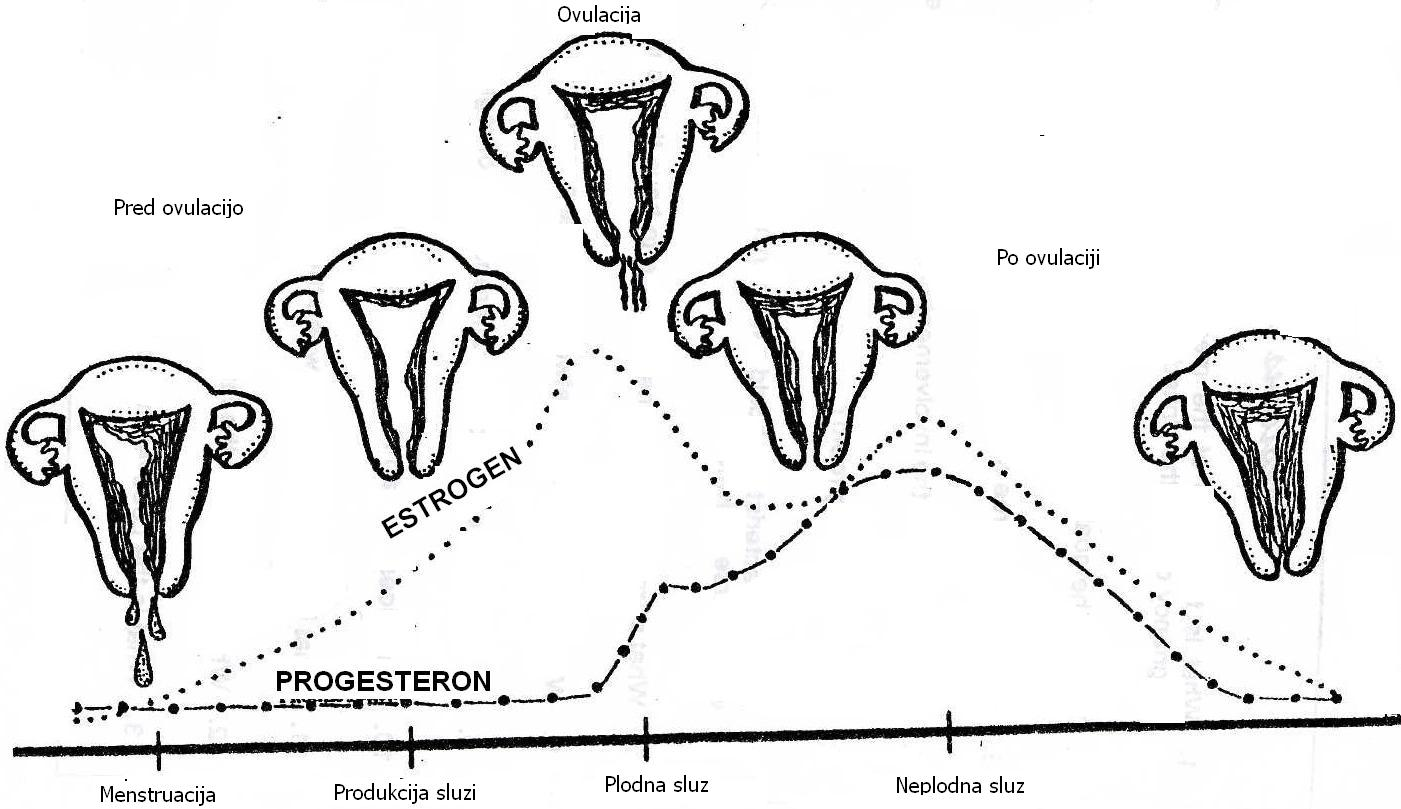 Ovulacija
Pred ovulacijo
Po ovulaciji
ESTROGEN
PROGESTERON
Menstruacija
Produkcija sluzi
Plodna sluz
Neplodna sluz